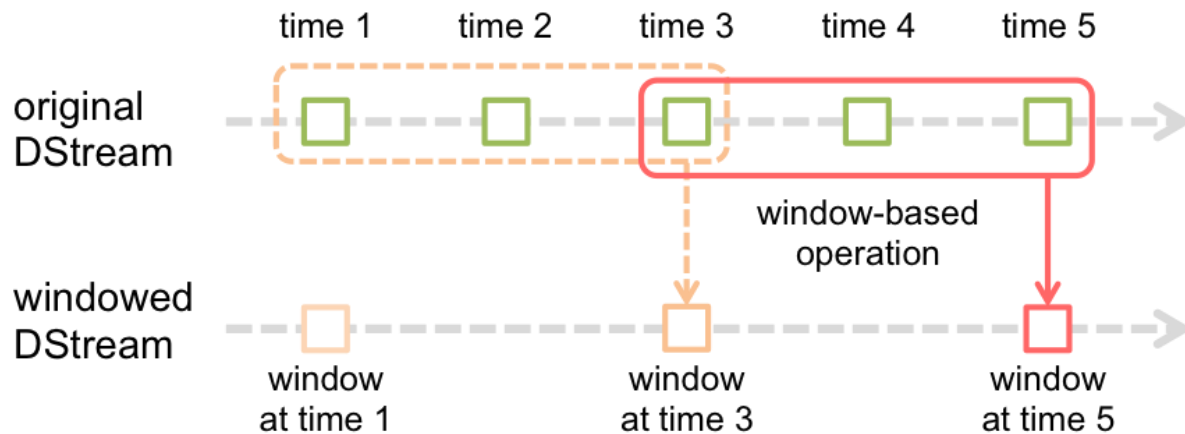 time 1 time 2 time 3 time 4 time 5
original
DStream
window-based
operation
windowed
DStream
window
at time 1
window
at time 3
window
at time 5